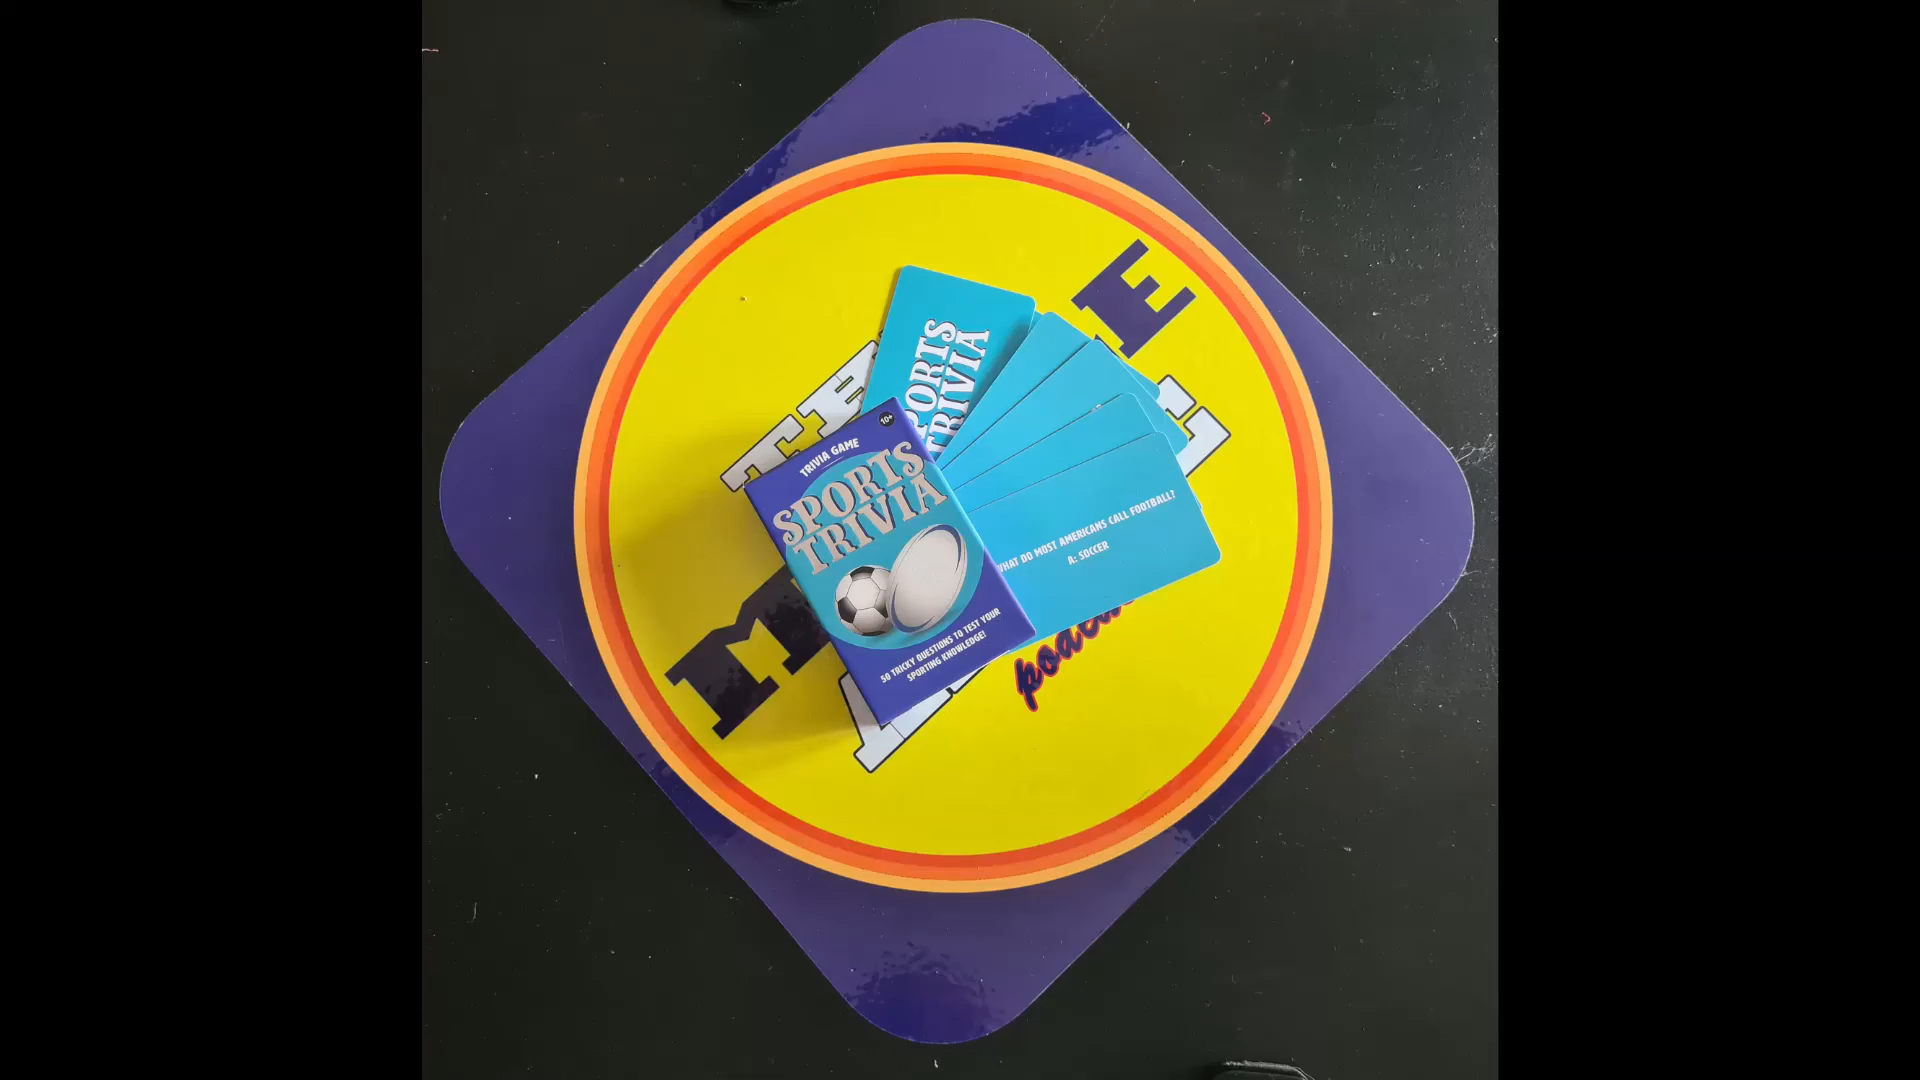 E
SPORTS
TRIVIA
10+
TRIVIA GAME
SPORTS
TRIVIA
WHAT DO MOST AMERICANS CALL FOOTBALL?
A: SOCCER
50 TRICKY QUESTIONS TO TEST YOUR
SPORTING KNOWLEDGE!